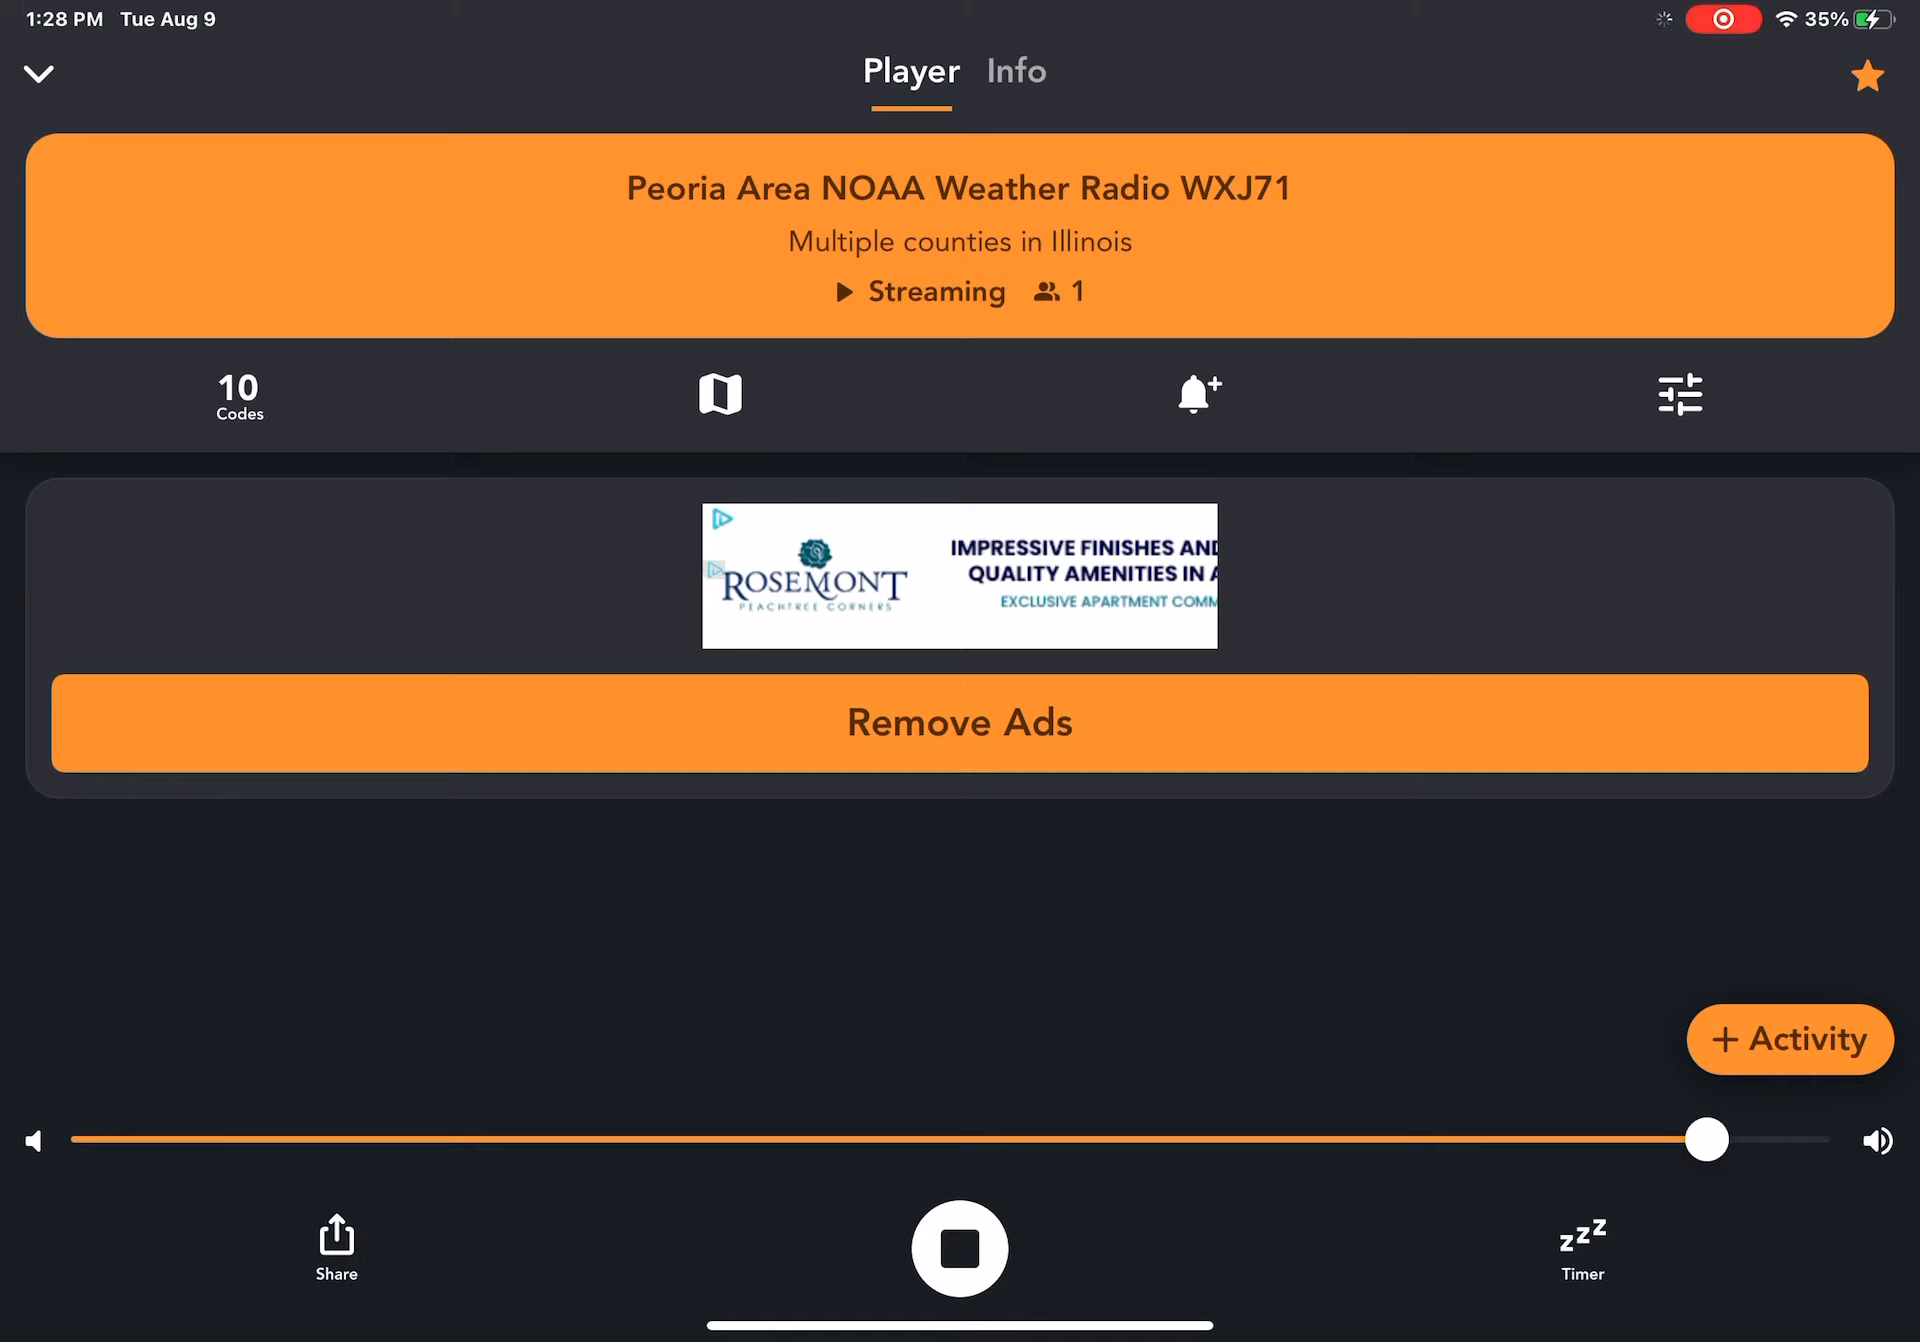 1:28 PM Tue Aug 9
35%
Player Info
Peoria Area NOAA Weather Radio WXJ71
Multiple counties in Illinois
Streaming 1
10
Codes
ROSEMONT
PEACHTREE CORNERS
IMPRESSIVE FINISHES AND
QUALITY AMENITIES IN A
EXCLUSIVE APARTMENT COMM
Remove Ads
+ Activity
Share
zzz
Timer